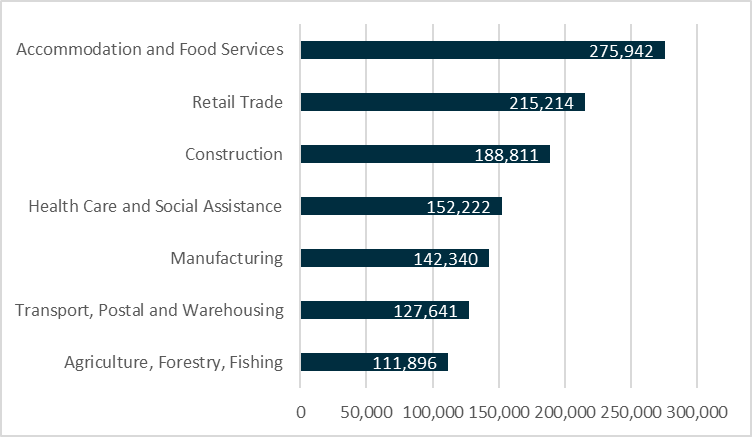 Accommodation and Food Services 275,942
Retail Trade 215,214
Construction 188,811
Health Care and Social Assistance 152,222
Manufacturing 142,340
Transport, Postal and Warehousing 127,641
Agriculture, Forestry, Fishing 111,896
0 50,000 100,000 150,000 200,000 250,000 300,000